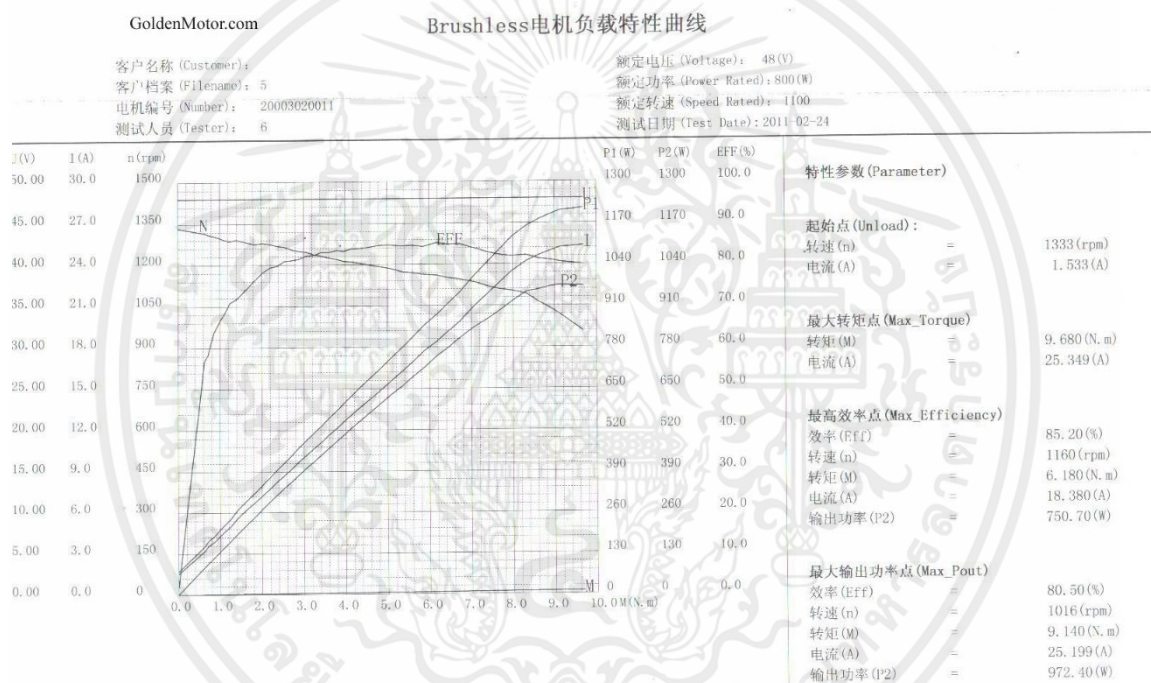 GoldenMotor.com
Brushless电机负载特性曲线
客户名称 (Customer):
客户档案 (Filename): 5
电机编号 (Number): 20003020011
测试人员 (Tester): 6
额定电压 (Voltage): 48(V)
额定功率 (Power Rated): 800(W)
额定转速 (Speed Rated): 1100
测试日期 (Test Date): 2011-02-24
U(V) I(A) n(rpm) P1(W) P2(W) EFF(%)
50.00 30.0 1500 1300 1300 100.0
45.00 27.0 1350 1170 1170 90.0
40.00 24.0 1200 1040 1040 80.0
35.00 21.0 1050 910 910 70.0
30.00 18.0 900 780 780 60.0
25.00 15.0 750 650 650 50.0
20.00 12.0 600 520 520 40.0
15.00 9.0 450 390 390 30.0
10.00 6.0 300 260 260 20.0
5.00 3.0 150 130 130 10.0
0.00 0.0 0 0 0 0.0
N
EFF
P1
I
P2
M
0.0 1.0 2.0 3.0 4.0 5.0 6.0 7.0 8.0 9.0 10.0 M(N.m)
特性参数(Parameter)
起始点(Unload):
转速(n) = 1333(rpm)
电流(A) = 1.533(A)
最大转矩点(Max_Torque)
转矩(M) = 9.680(N.m)
电流(A) = 25.349(A)
最高效率点(Max_Efficiency)
效率(Eff) = 85.20(%)
转速(n) = 1160(rpm)
转矩(M) = 6.180(N.m)
电流(A) = 18.380(A)
输出功率(P2) = 750.70(W)
最大输出功率点(Max_Pout)
效率(Eff) = 80.50(%)
转速(n) = 1016(rpm)
转矩(M) = 9.140(N.m)
电流(A) = 25.199(A)
输出功率(P2) = 972.40(W)